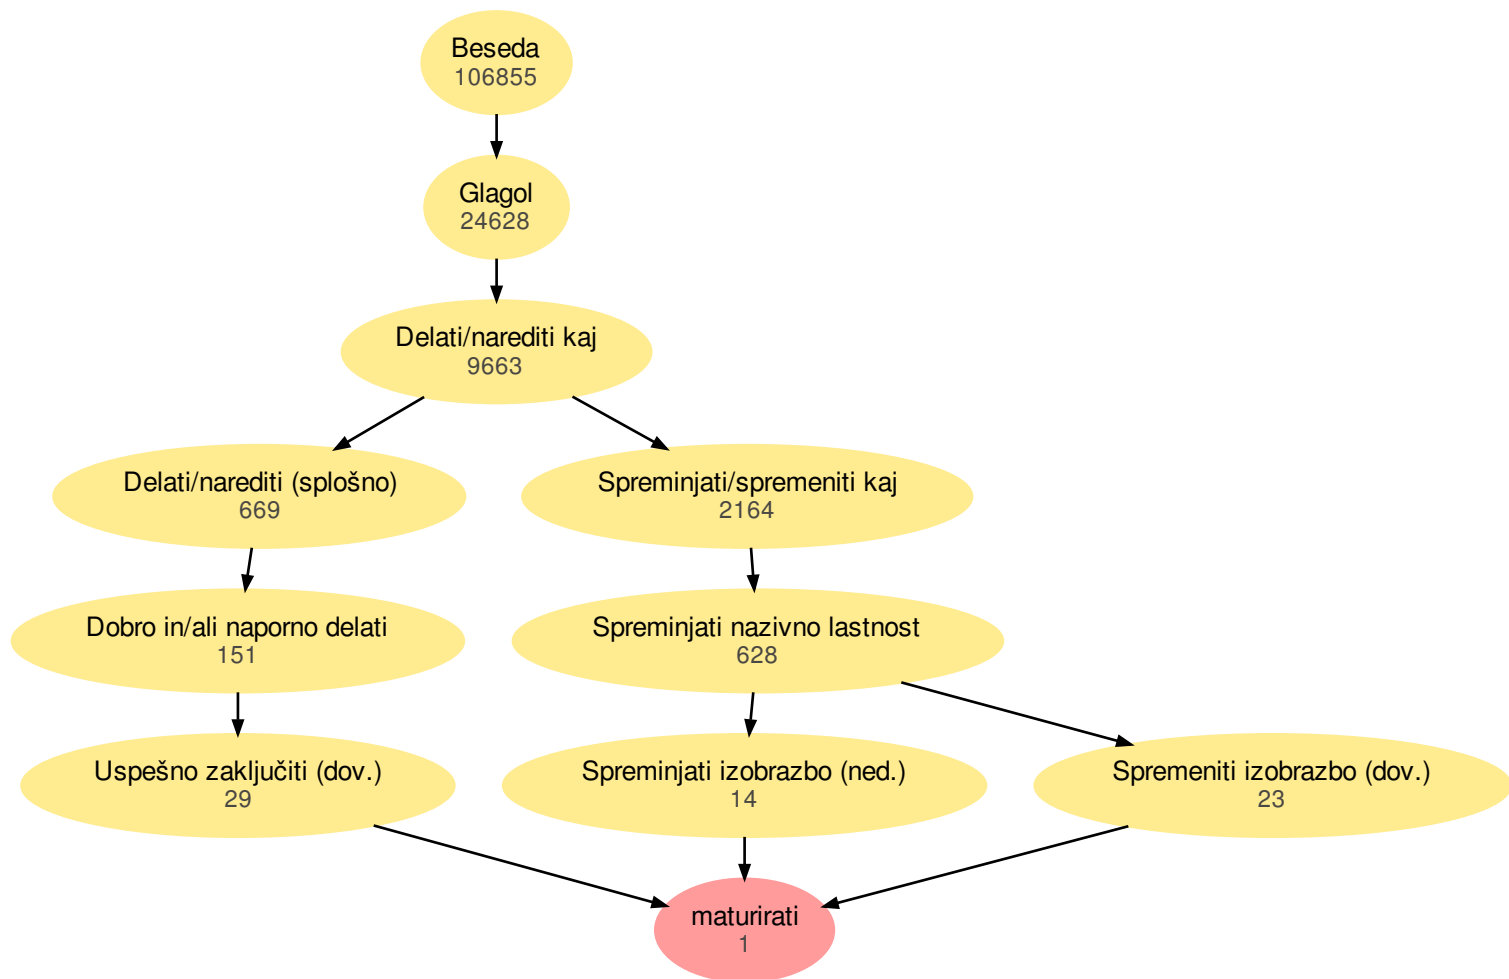 Beseda
106855
Glagol
24628
Delati/narediti kaj
9663
Delati/narediti (splošno)
669
Spreminjati/spremeniti kaj
2164
Dobro in/ali naporno delati
151
Spreminjati nazivno lastnost
628
Uspešno zaključiti (dov.)
29
Spreminjati izobrazbo (ned.)
14
Spremeniti izobrazbo (dov.)
23
maturirati
1